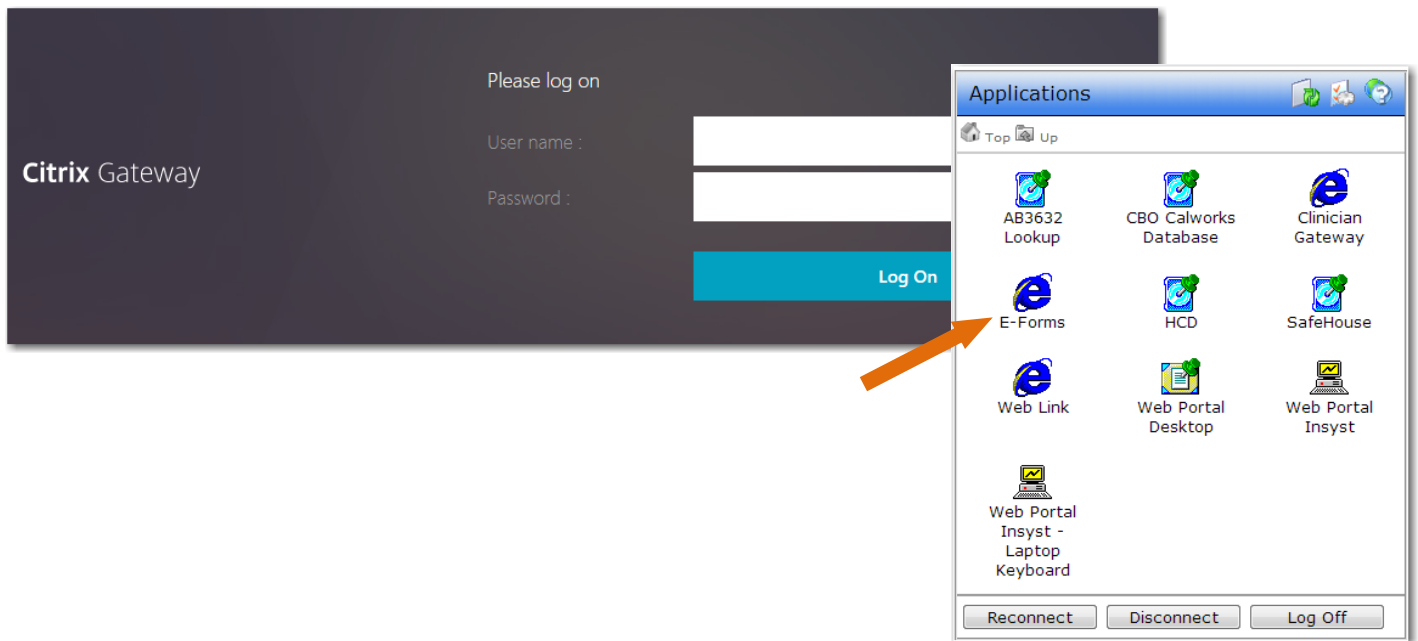 Please log on
User name :
Citrix Gateway
Password :
Log On
Applications
Top Up
AB3632
Lookup
CBO Calworks
Database
Clinician
Gateway
E-Forms
HCD
SafeHouse
Web Link
Web Portal
Desktop
Web Portal
Insyst
Web Portal
Insyst -
Laptop
Keyboard
Reconnect
Disconnect
Log Off